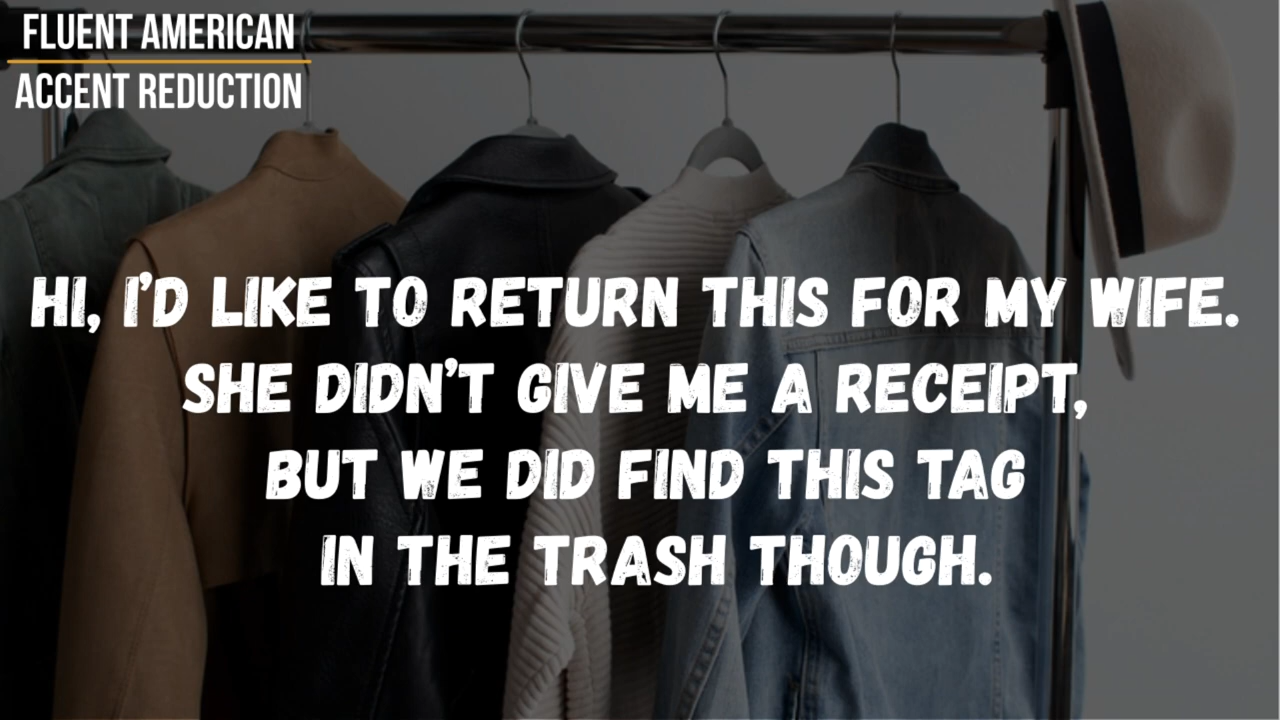 FLUENT AMERICAN
ACCENT REDUCTION
HI, I'D LIKE TO RETURN THIS FOR MY WIFE.
SHE DIDN'T GIVE ME A RECEIPT,
BUT WE DID FIND THIS TAG
IN THE TRASH THOUGH.